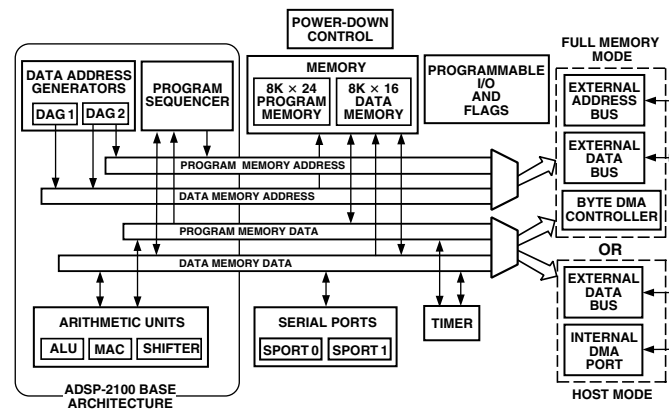 POWER-DOWN
CONTROL
FULL MEMORY
MODE
DATA ADDRESS
GENERATORS
DAG 1
DAG 2
PROGRAM
SEQUENCER
MEMORY
8K × 24
PROGRAM
MEMORY
8K × 16
DATA
MEMORY
PROGRAMMABLE
I/O
AND
FLAGS
EXTERNAL
ADDRESS
BUS
EXTERNAL
DATA
BUS
BYTE DMA
CONTROLLER
OR
EXTERNAL
DATA
BUS
INTERNAL
DMA
PORT
HOST MODE
PROGRAM MEMORY ADDRESS
DATA MEMORY ADDRESS
PROGRAM MEMORY DATA
DATA MEMORY DATA
ARITHMETIC UNITS
ALU
MAC
SHIFTER
SERIAL PORTS
SPORT 0
SPORT 1
TIMER
ADSP-2100 BASE
ARCHITECTURE